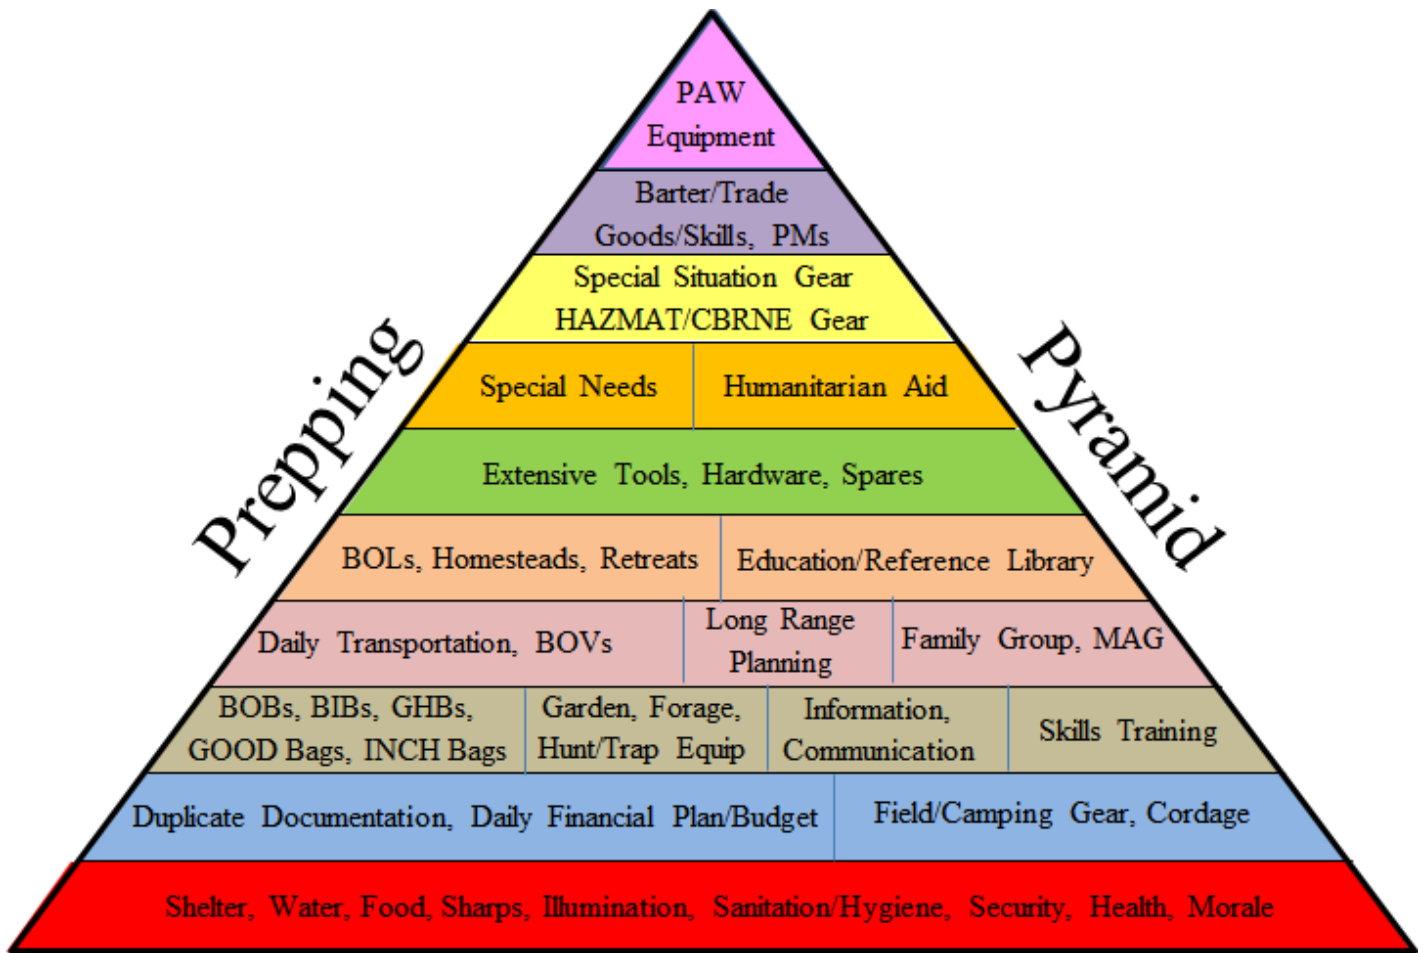 PAW
Equipment
Barter/Trade
Goods/Skills, PMs
Special Situation Gear
HAZMAT/CBRNE Gear
Prepping
Pyramid
Special Needs
Humanitarian Aid
Extensive Tools, Hardware, Spares
BOLs, Homesteads, Retreats
Education/Reference Library
Daily Transportation, BOVs
Long Range
Planning
Family Group, MAG
BOBs, BIBs, GHBs,
GOOD Bags, INCH Bags
Garden, Forage,
Hunt/Trap Equip
Information,
Communication
Skills Training
Duplicate Documentation, Daily Financial Plan/Budget
Field/Camping Gear, Cordage
Shelter, Water, Food, Sharps, Illumination, Sanitation/Hygiene, Security, Health, Morale